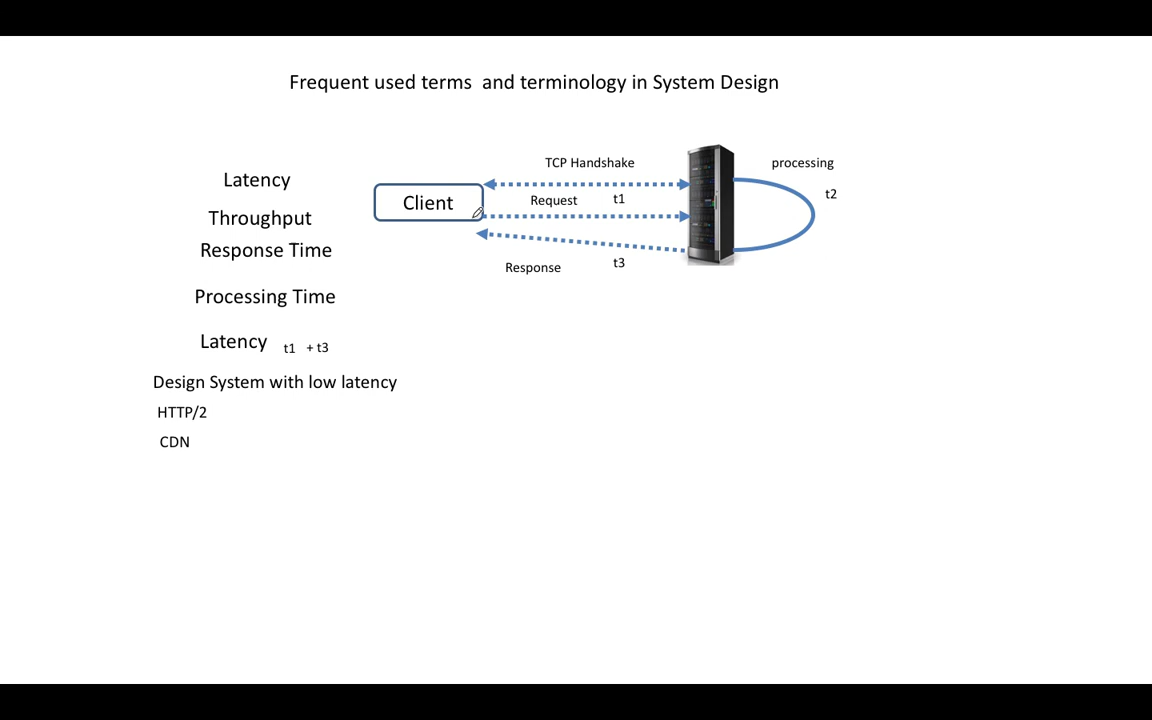 Frequent used terms and terminology in System Design
TCP Handshake
processing
Latency
Client
Request t1
t2
Throughput
Response Time
Response t3
Processing Time
Latency t1 + t3
Design System with low latency
HTTP/2
CDN